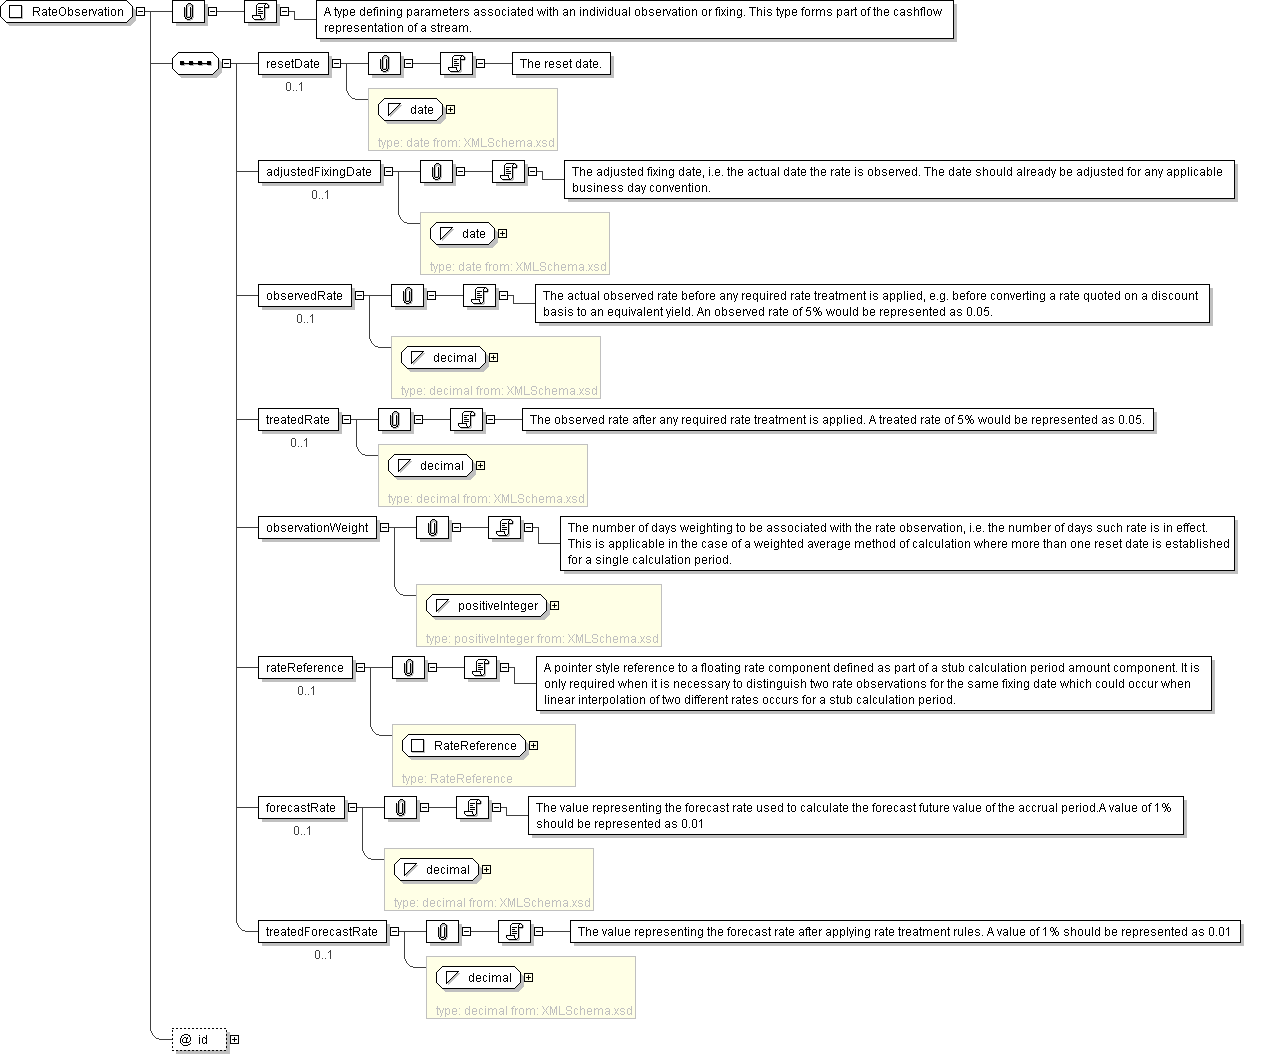 RateObservation
A type defining parameters associated with an individual observation or fixing. This type forms part of the cashflow
representation of a stream.
resetDate
The reset date.
0..1
date
type: date from: XMLSchema.xsd
adjustedFixingDate
The adjusted fixing date, i.e. the actual date the rate is observed. The date should already be adjusted for any applicable
business day convention.
0..1
date
type: date from: XMLSchema.xsd
observedRate
The actual observed rate before any required rate treatment is applied, e.g. before converting a rate quoted on a discount
basis to an equivalent yield. An observed rate of 5% would be represented as 0.05.
0..1
decimal
type: decimal from: XMLSchema.xsd
treatedRate
The observed rate after any required rate treatment is applied. A treated rate of 5% would be represented as 0.05.
0..1
decimal
type: decimal from: XMLSchema.xsd
observationWeight
The number of days weighting to be associated with the rate observation, i.e. the number of days such rate is in effect.
This is applicable in the case of a weighted average method of calculation where more than one reset date is established
for a single calculation period.
positiveInteger
type: positiveInteger from: XMLSchema.xsd
rateReference
A pointer style reference to a floating rate component defined as part of a stub calculation period amount component. It is
only required when it is necessary to distinguish two rate observations for the same fixing date which could occur when
linear interpolation of two different rates occurs for a stub calculation period.
0..1
RateReference
type: RateReference
forecastRate
The value representing the forecast rate used to calculate the forecast future value of the accrual period.A value of 1%
should be represented as 0.01
0..1
decimal
type: decimal from: XMLSchema.xsd
treatedForecastRate
The value representing the forecast rate after applying rate treatment rules. A value of 1% should be represented as 0.01
0..1
decimal
type: decimal from: XMLSchema.xsd
@ id